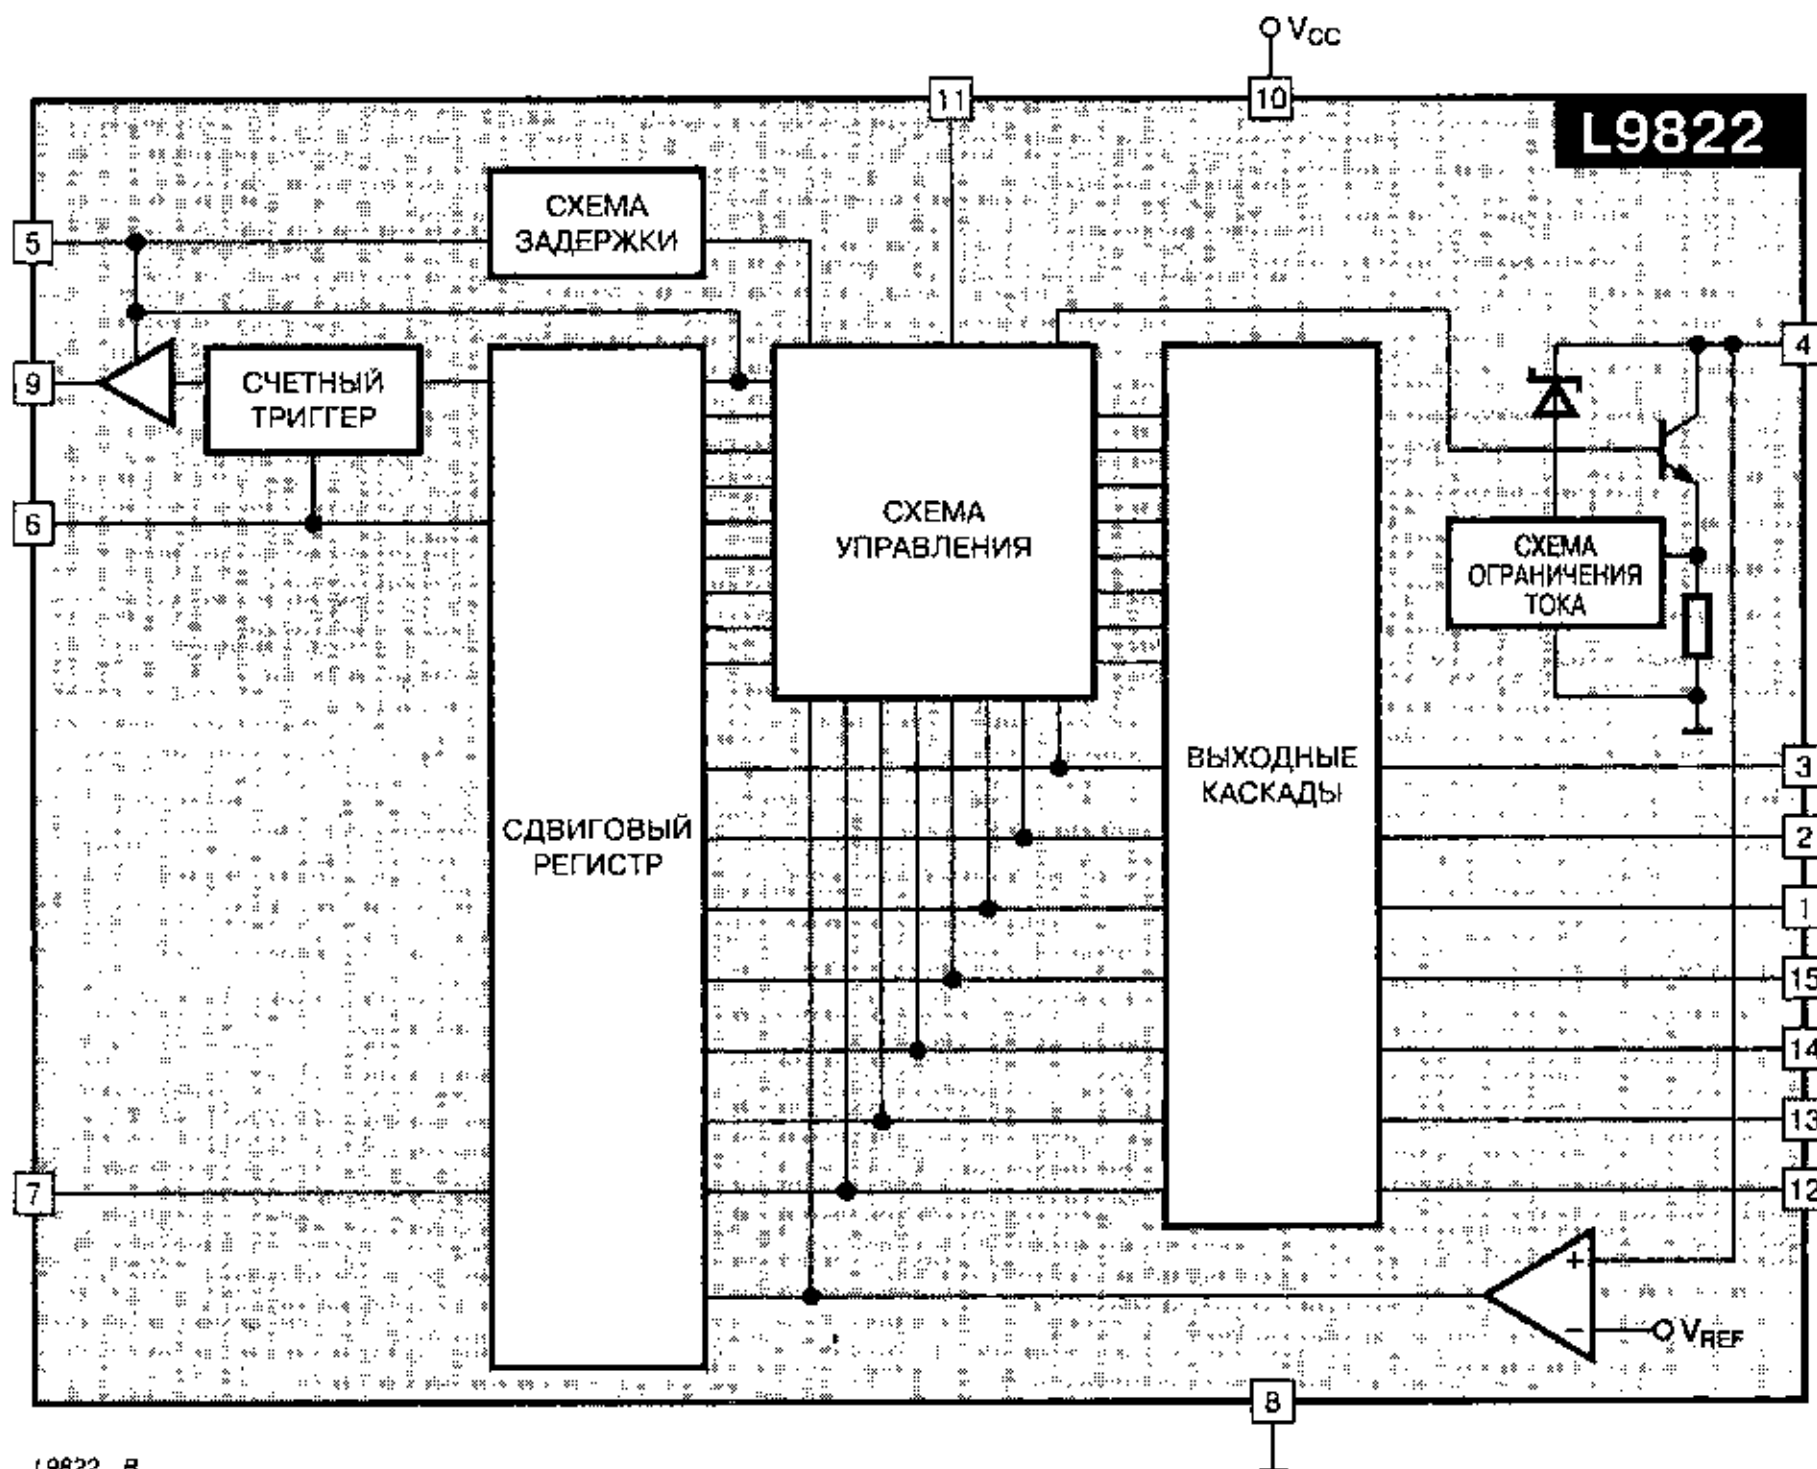 V_CC
11
10
L9822
СХЕМА
ЗАДЕРЖКИ
5
4
9
СЧЕТНЫЙ
ТРИГГЕР
6
СХЕМА
УПРАВЛЕНИЯ
СХЕМА
ОГРАНИЧЕНИЯ
ТОКА
ВЫХОДНЫЕ
КАСКАДЫ
3
СДВИГОВЫЙ
РЕГИСТР
2
1
15
14
13
7
12
+
−
V_REF
8